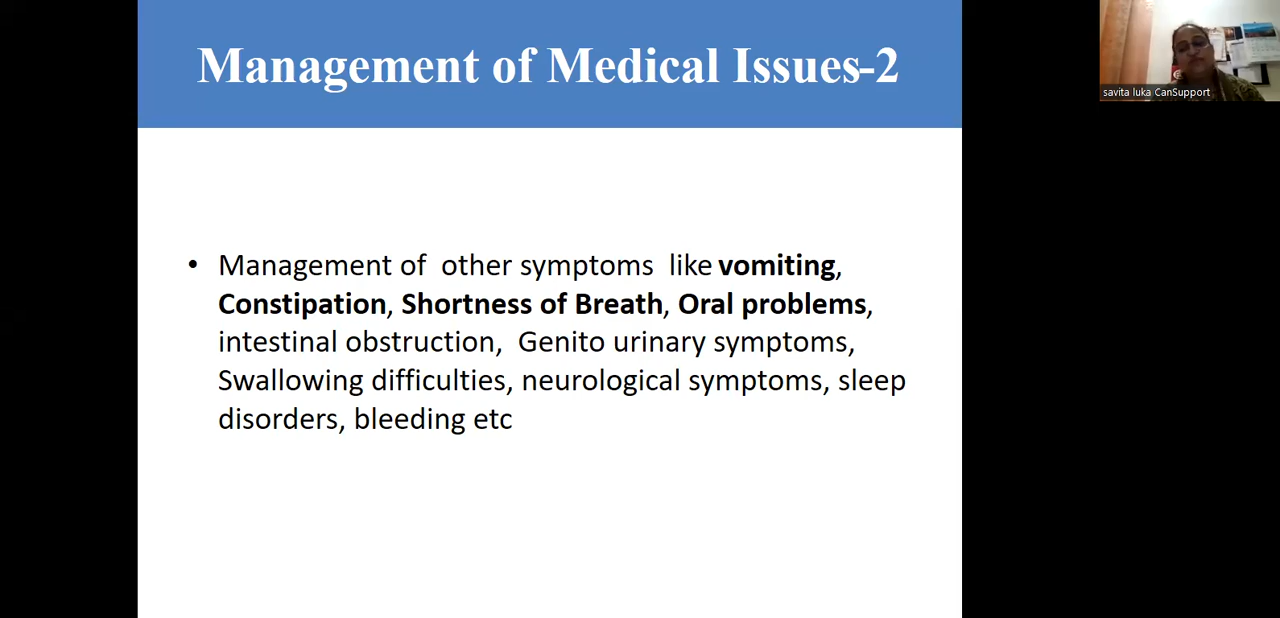 Management of Medical Issues-2
savita luka CanSupport
• Management of  other symptoms  like vomiting,
Constipation, Shortness of Breath, Oral problems,
intestinal obstruction,  Genito urinary symptoms,
Swallowing difficulties, neurological symptoms, sleep
disorders, bleeding etc